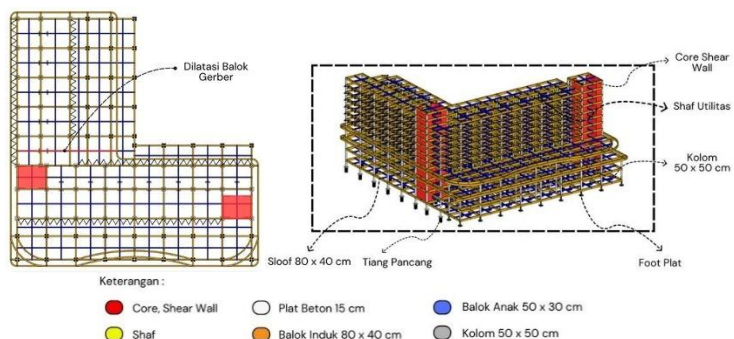 Dilatasi Balok
Gerber
Core Shear
Wall
Shaf Utilitas
Kolom
50 x 50 cm
Sloof 80 x 40 cm
Tiang Pancang
Foot Plat
Keterangan :
Core, Shear Wall
Plat Beton 15 cm
Balok Anak 50 x 30 cm
Shaf
Balok Induk 80 x 40 cm
Kolom 50 x 50 cm